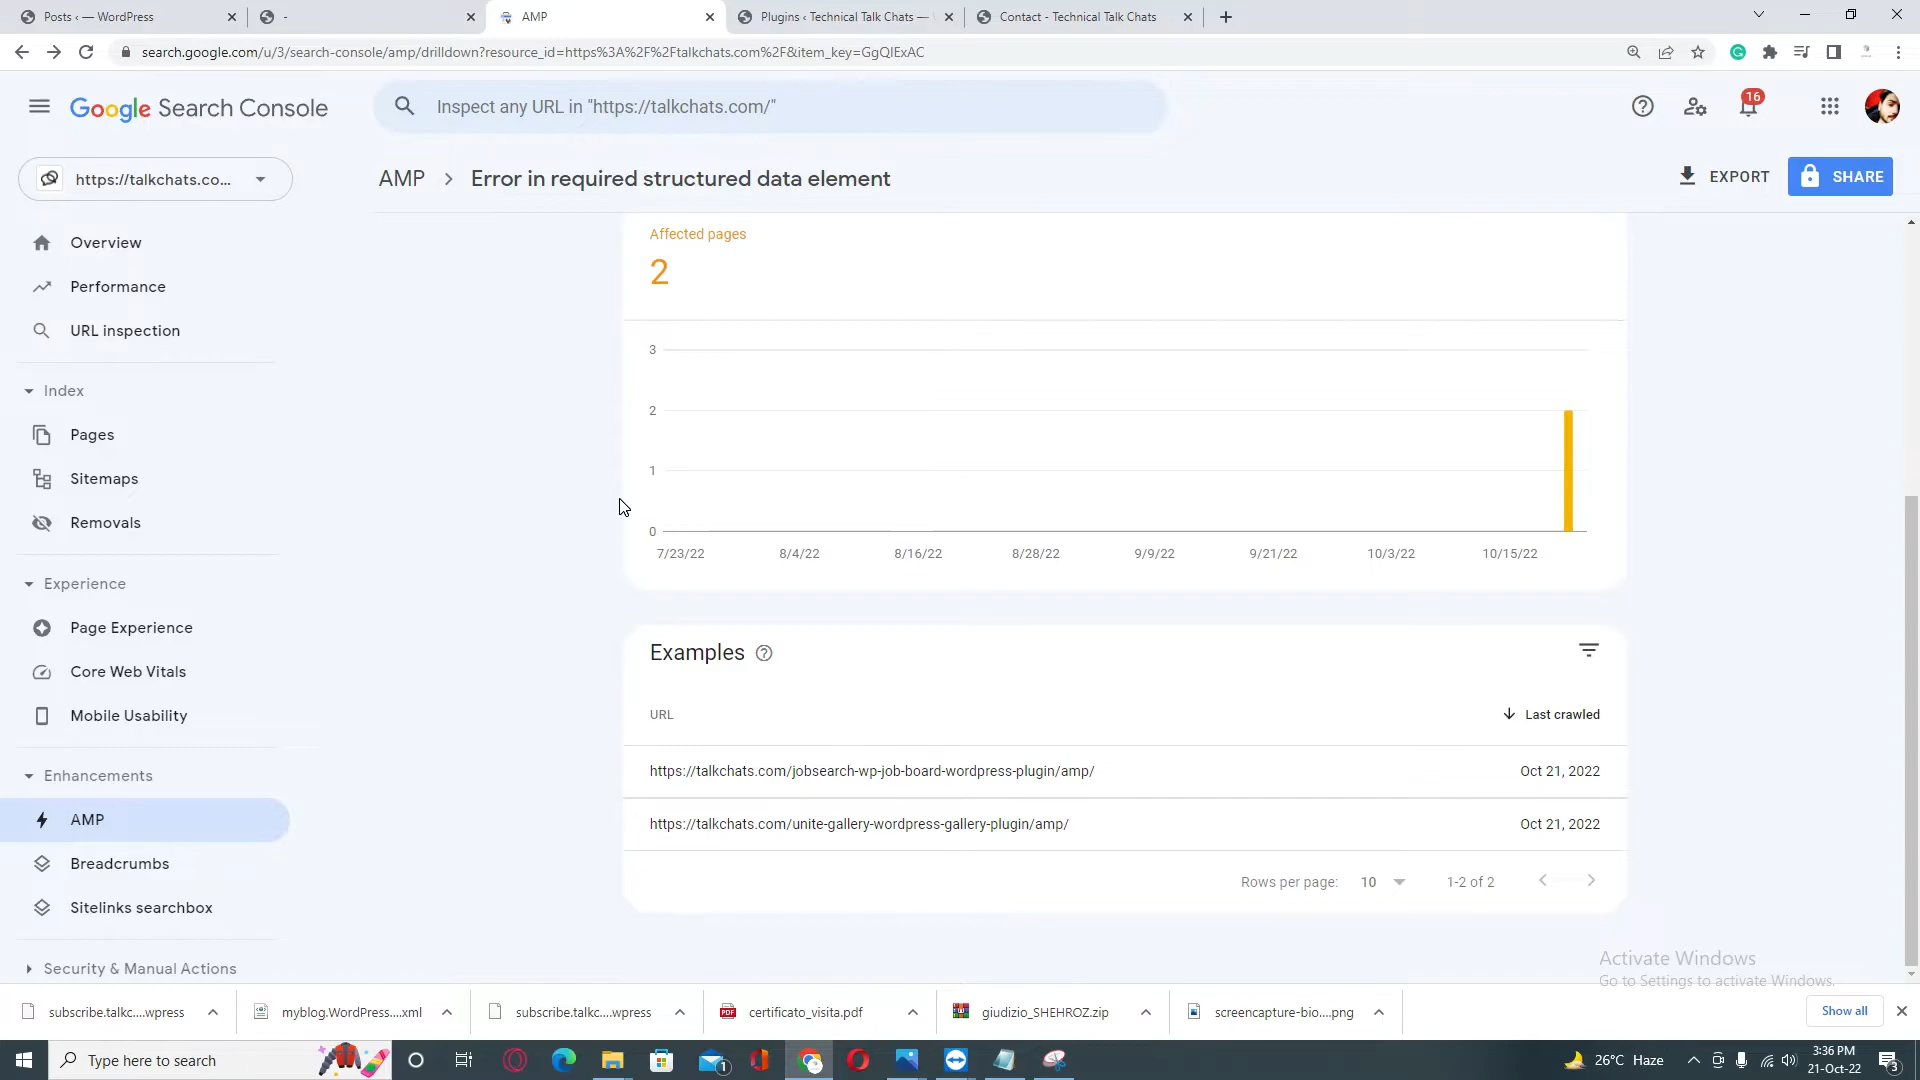 Posts ‹ — WordPress
-
AMP
Plugins ‹ Technical Talk Chats —
Contact - Technical Talk Chats
search.google.com/u/3/search-console/amp/drilldown?resource_id=https%3A%2F%2Ftalkchats.com%2F&item_key=GgQIExAC
Google Search Console
Inspect any URL in "https://talkchats.com/"
16
https://talkchats.co...
AMP > Error in required structured data element
EXPORT
SHARE
Overview
Performance
URL inspection
Index
Pages
Sitemaps
Removals
Experience
Page Experience
Core Web Vitals
Mobile Usability
Enhancements
AMP
Breadcrumbs
Sitelinks searchbox
Security & Manual Actions
Affected pages
2
3
2
1
0
7/23/22 8/4/22 8/16/22 8/28/22 9/9/22 9/21/22 10/3/22 10/15/22
Examples
URL Last crawled
https://talkchats.com/jobsearch-wp-job-board-wordpress-plugin/amp/ Oct 21, 2022
https://talkchats.com/unite-gallery-wordpress-gallery-plugin/amp/ Oct 21, 2022
Rows per page: 10 1-2 of 2
Activate Windows
Go to Settings to activate Windows.
subscribe.talkc....wpress
myblog.WordPress....xml
subscribe.talkc....wpress
certificato_visita.pdf
giudizio_SHEHROZ.zip
screencapture-bio....png
Show all
Type here to search
1
26°C Haze
3:36 PM
21-Oct-22
3